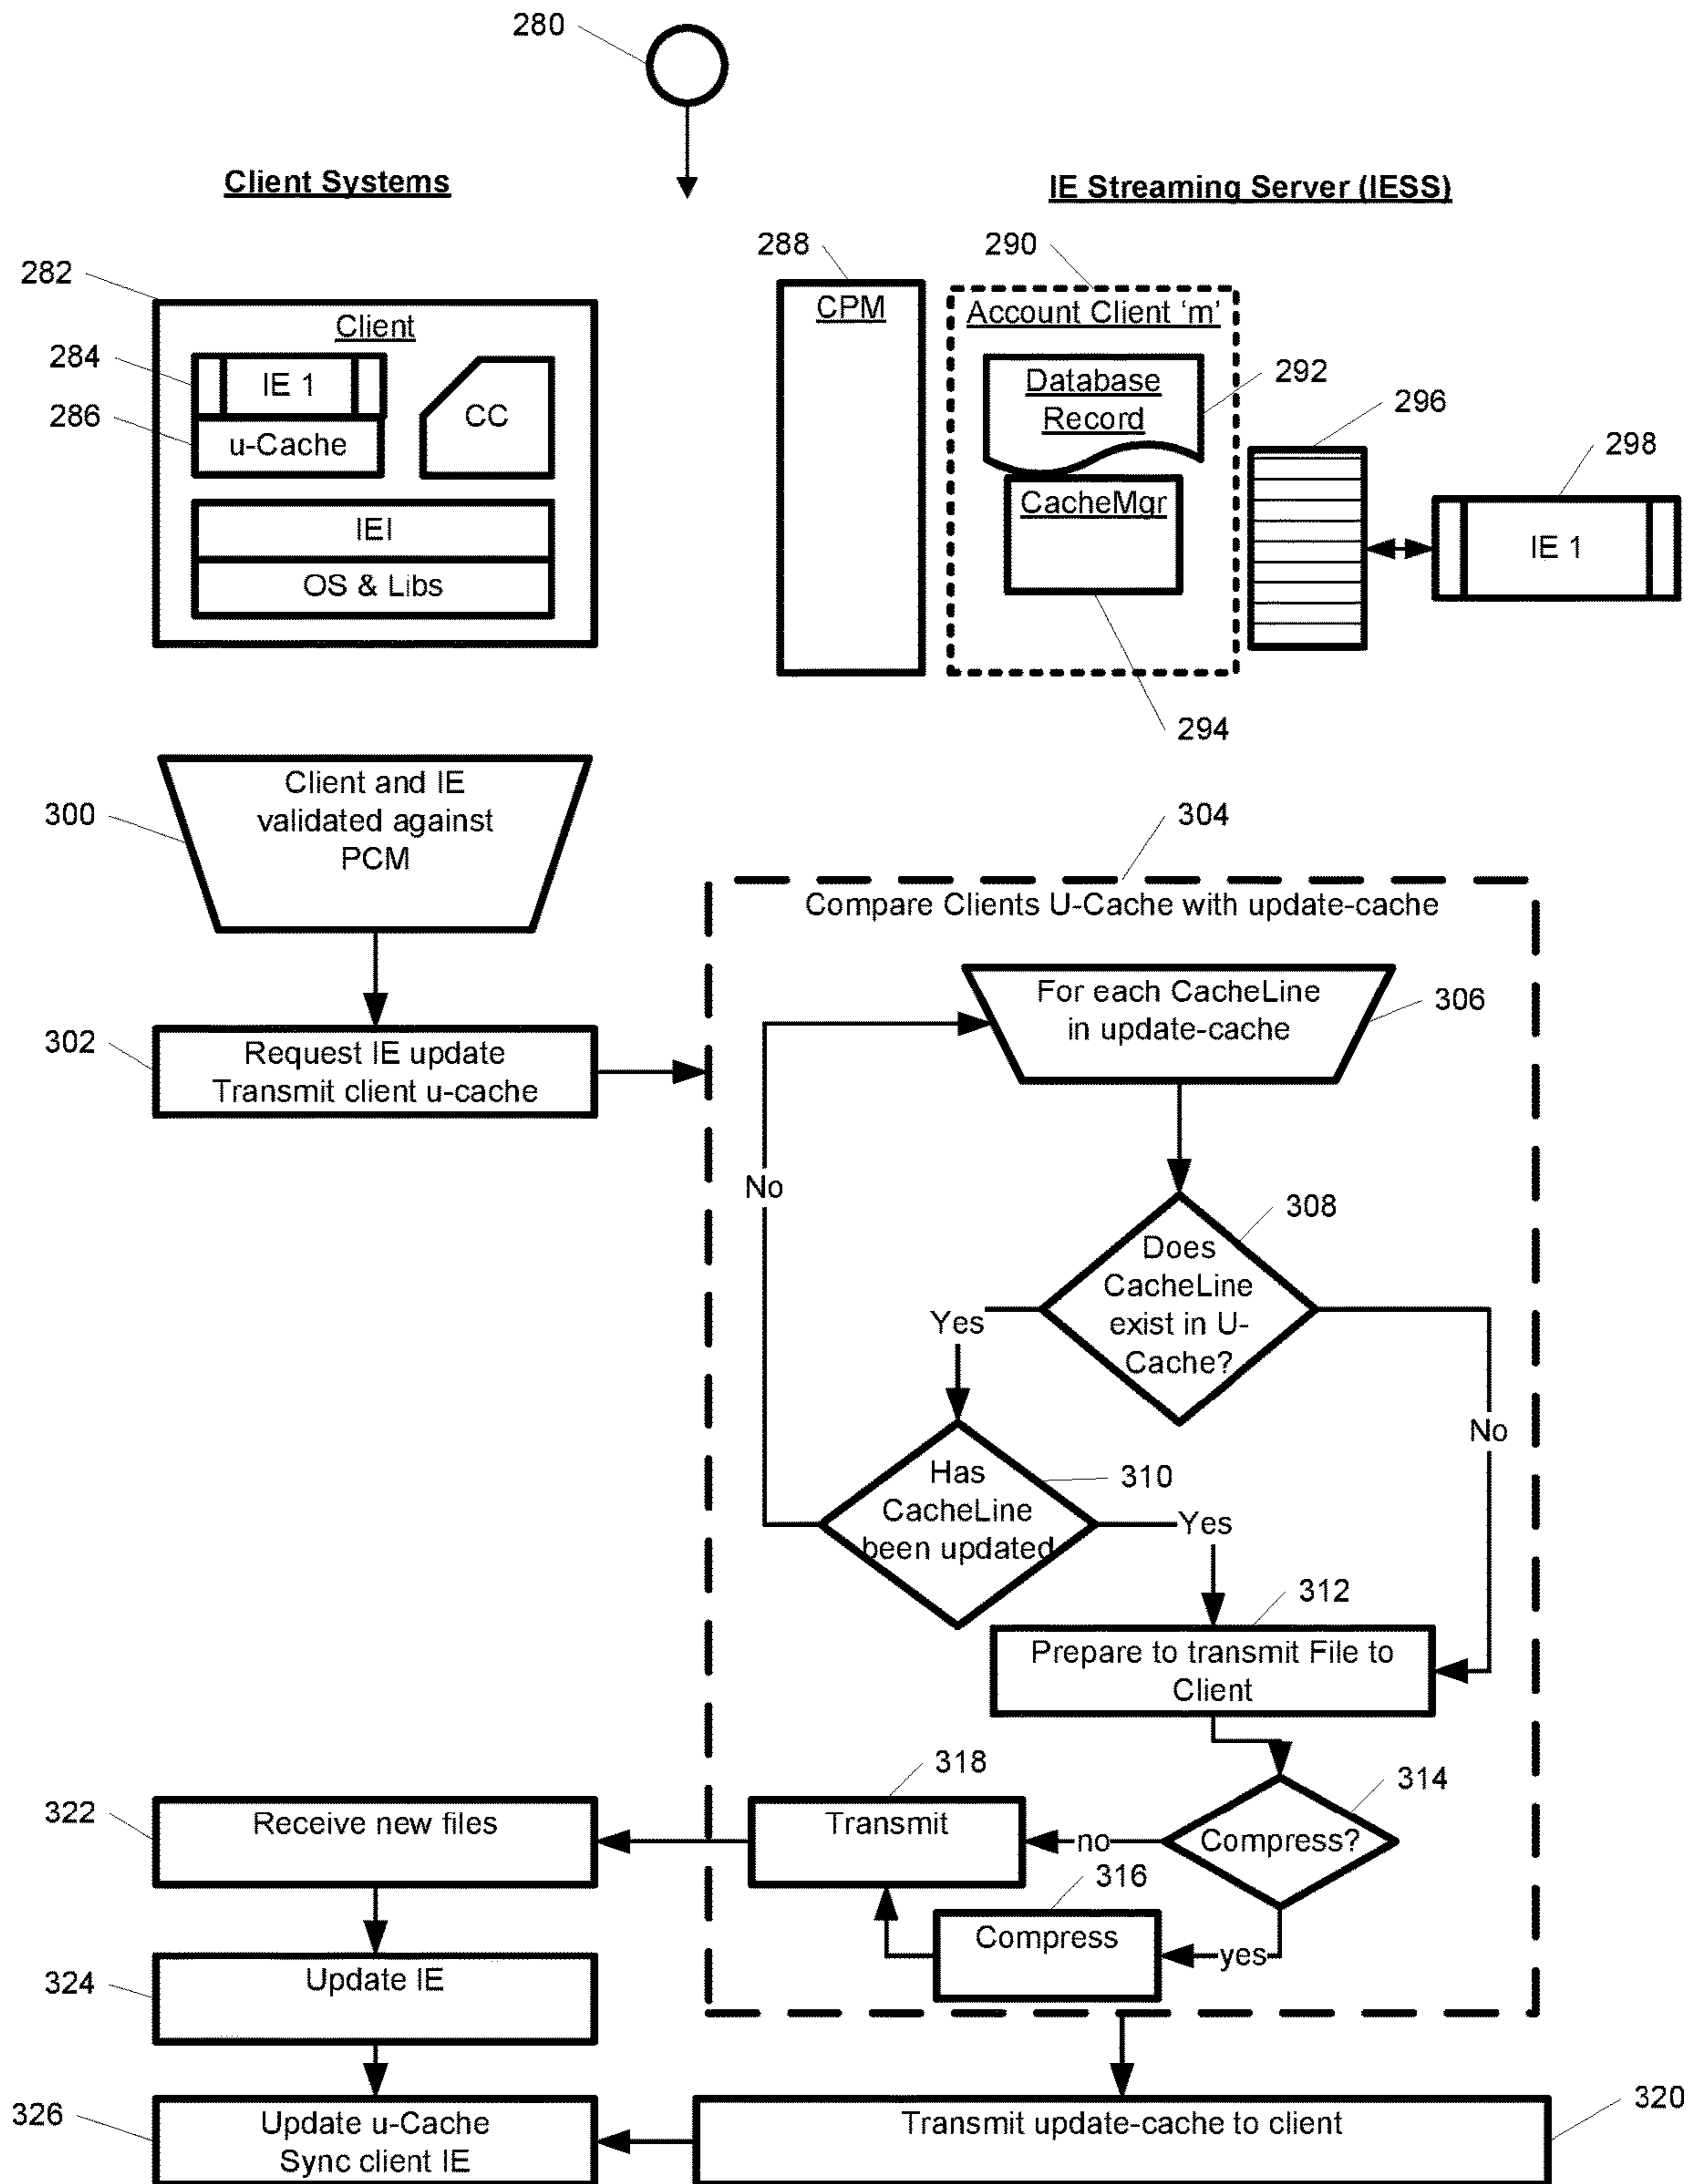 280
Client Systems
IE Streaming Server (IESS)
288
290
282
Client
CPM
Account Client ‘m’
284
IE 1
CC
Database
Record
292
286
u-Cache
296
298
CacheMgr
IEI
IE 1
OS & Libs
294
300
Client and IE
validated against
PCM
304
Compare Clients U-Cache with update-cache
For each CacheLine
in update-cache
306
302
Request IE update
Transmit client u-cache
No
308
Does
CacheLine
exist in U-
Cache?
Yes
No
310
Has
CacheLine
been updated
Yes
312
Prepare to transmit File to
Client
318
314
322
Receive new files
Transmit
no
Compress?
316
Compress
yes
324
Update IE
320
326
Update u-Cache
Sync client IE
Transmit update-cache to client